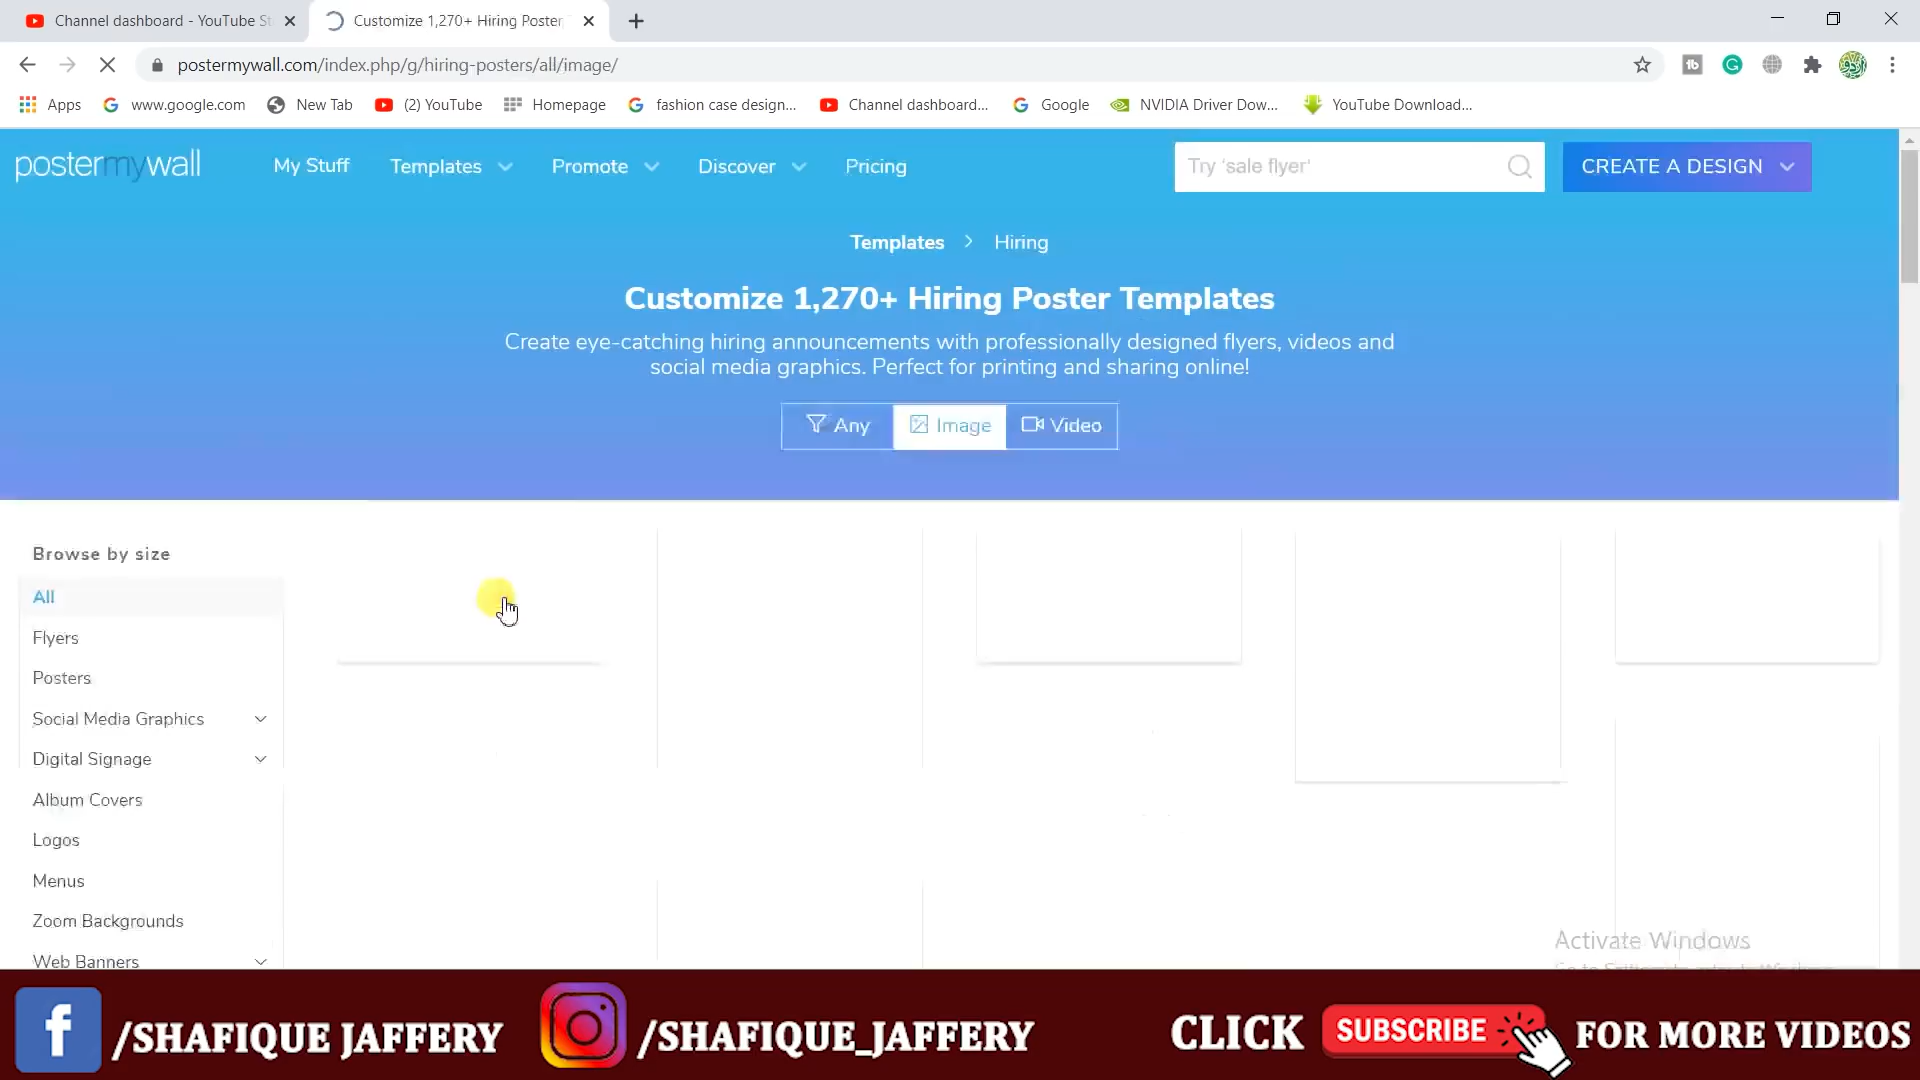 Channel dashboard - YouTube St
Customize 1,270+ Hiring Poster
postermywall.com/index.php/g/hiring-posters/all/image/
Apps
www.google.com
New Tab
(2) YouTube
Homepage
fashion case design...
Channel dashboard...
Google
NVIDIA Driver Dow...
YouTube Download...
postermywall
My Stuff
Templates
Promote
Discover
Pricing
Try 'sale flyer'
CREATE A DESIGN
Templates > Hiring
Customize 1,270+ Hiring Poster Templates
Create eye-catching hiring announcements with professionally designed flyers, videos and
social media graphics. Perfect for printing and sharing online!
Any
Image
Video
Browse by size
All
Flyers
Posters
Social Media Graphics
Digital Signage
Album Covers
Logos
Menus
Zoom Backgrounds
Web Banners
Activate Windows
/SHAFIQUE JAFFERY
/SHAFIQUE_JAFFERY
CLICK SUBSCRIBE FOR MORE VIDEOS